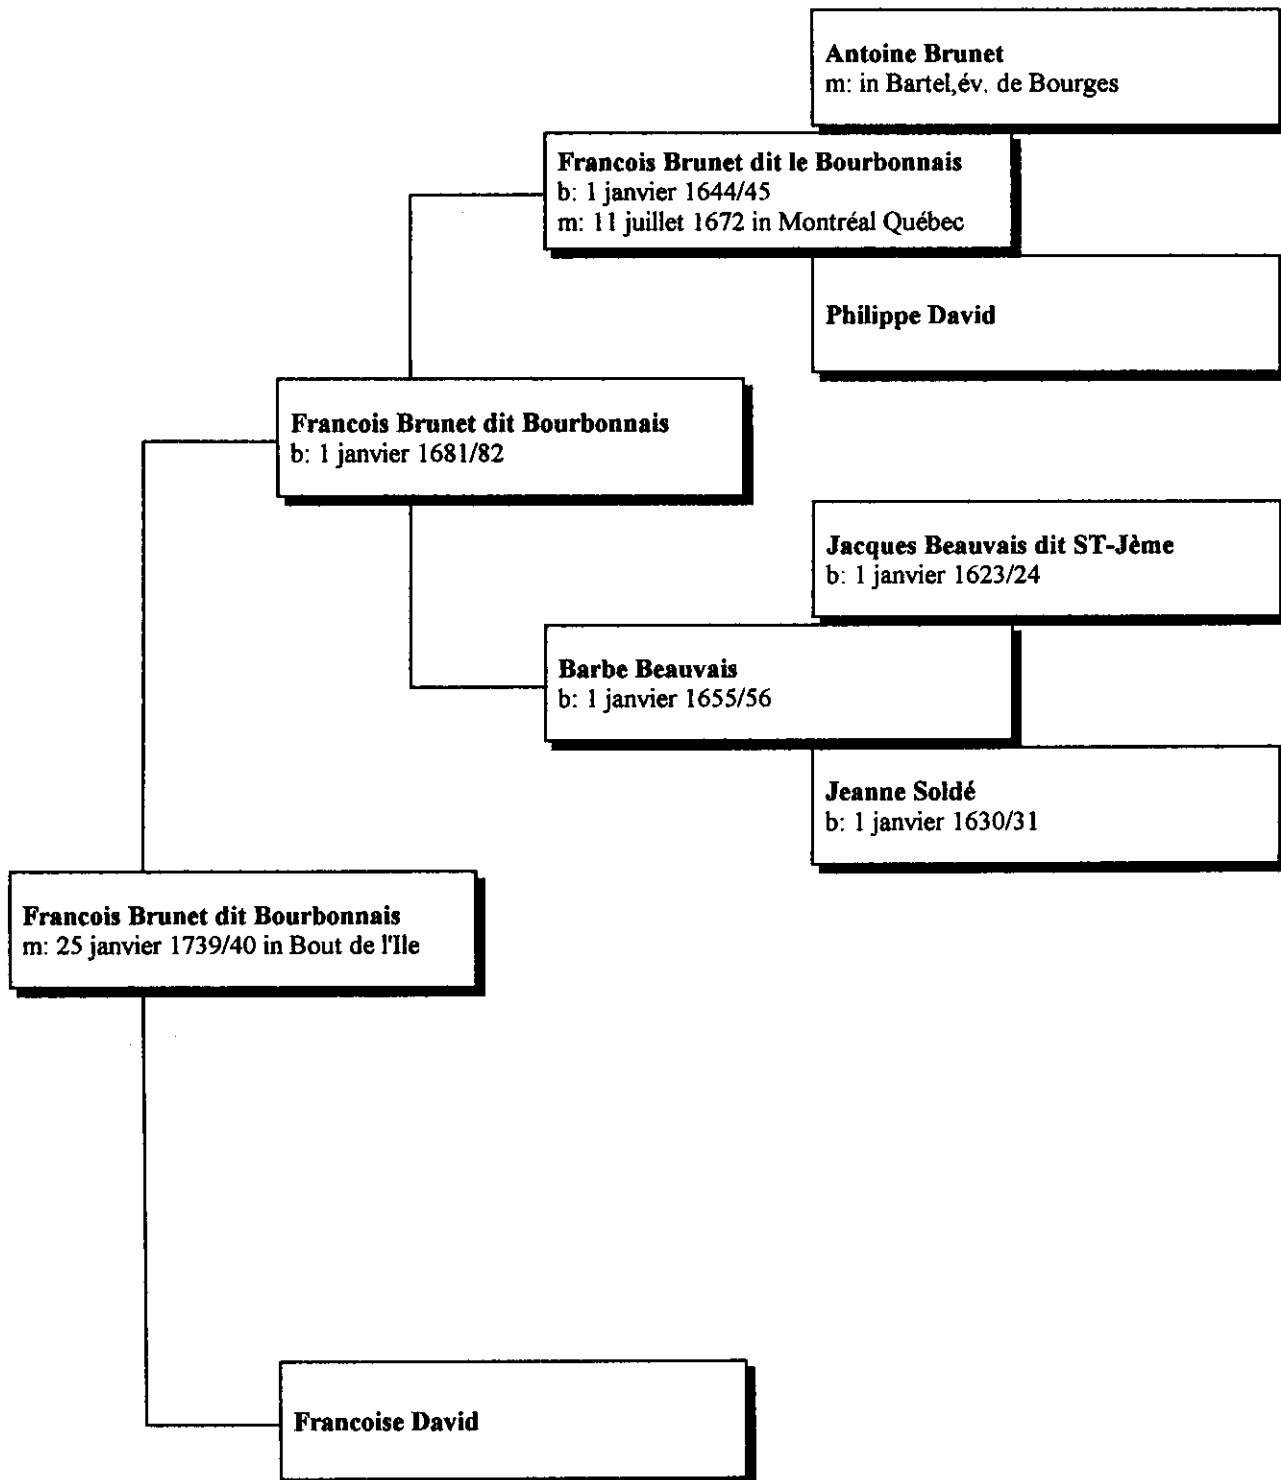 Antoine Brunet
m: in Bartel,év. de Bourges
Francois Brunet dit le Bourbonnais
b: 1 janvier 1644/45
m: 11 juillet 1672 in Montréal Québec
Philippe David
Francois Brunet dit Bourbonnais
b: 1 janvier 1681/82
Jacques Beauvais dit ST-Jème
b: 1 janvier 1623/24
Barbe Beauvais
b: 1 janvier 1655/56
Jeanne Soldé
b: 1 janvier 1630/31
Francois Brunet dit Bourbonnais
m: 25 janvier 1739/40 in Bout de l'Ile
Francoise David